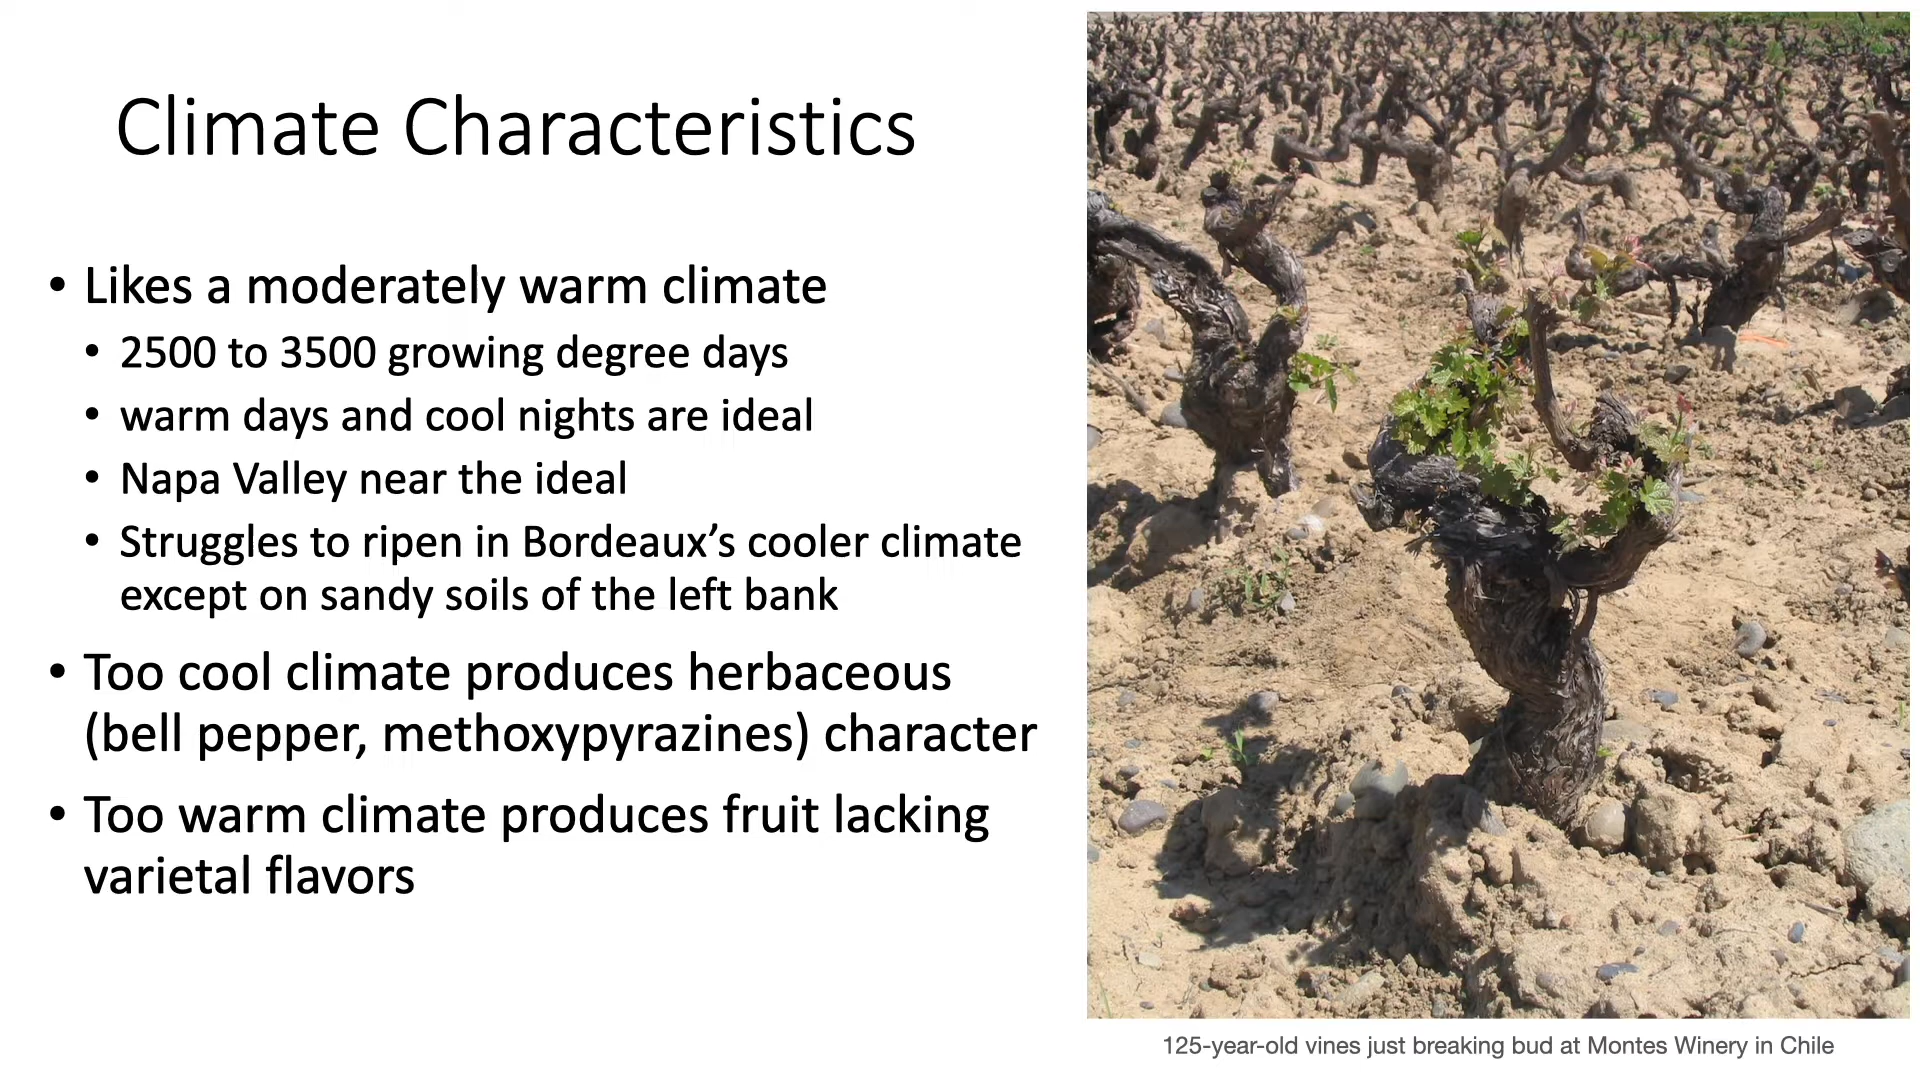 Climate Characteristics
• Likes a moderately warm climate
• 2500 to 3500 growing degree days
• warm days and cool nights are ideal
• Napa Valley near the ideal
• Struggles to ripen in Bordeaux’s cooler climate
except on sandy soils of the left bank
• Too cool climate produces herbaceous
(bell pepper, methoxypyrazines) character
• Too warm climate produces fruit lacking
varietal flavors
125-year-old vines just breaking bud at Montes Winery in Chile